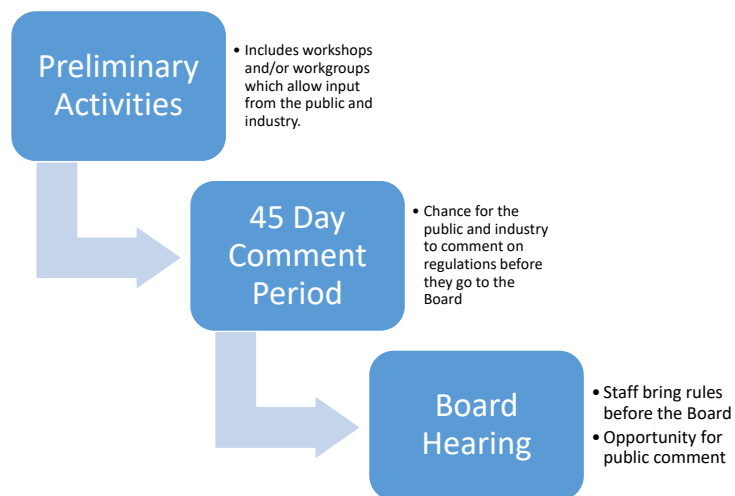 Preliminary
Activities
• Includes workshops
and/or workgroups
which allow input
from the public and
industry.
45 Day
Comment
Period
• Chance for the
public and industry
to comment on
regulations before
they go to the
Board
Board
Hearing
• Staff bring rules
before the Board
• Opportunity for
public comment